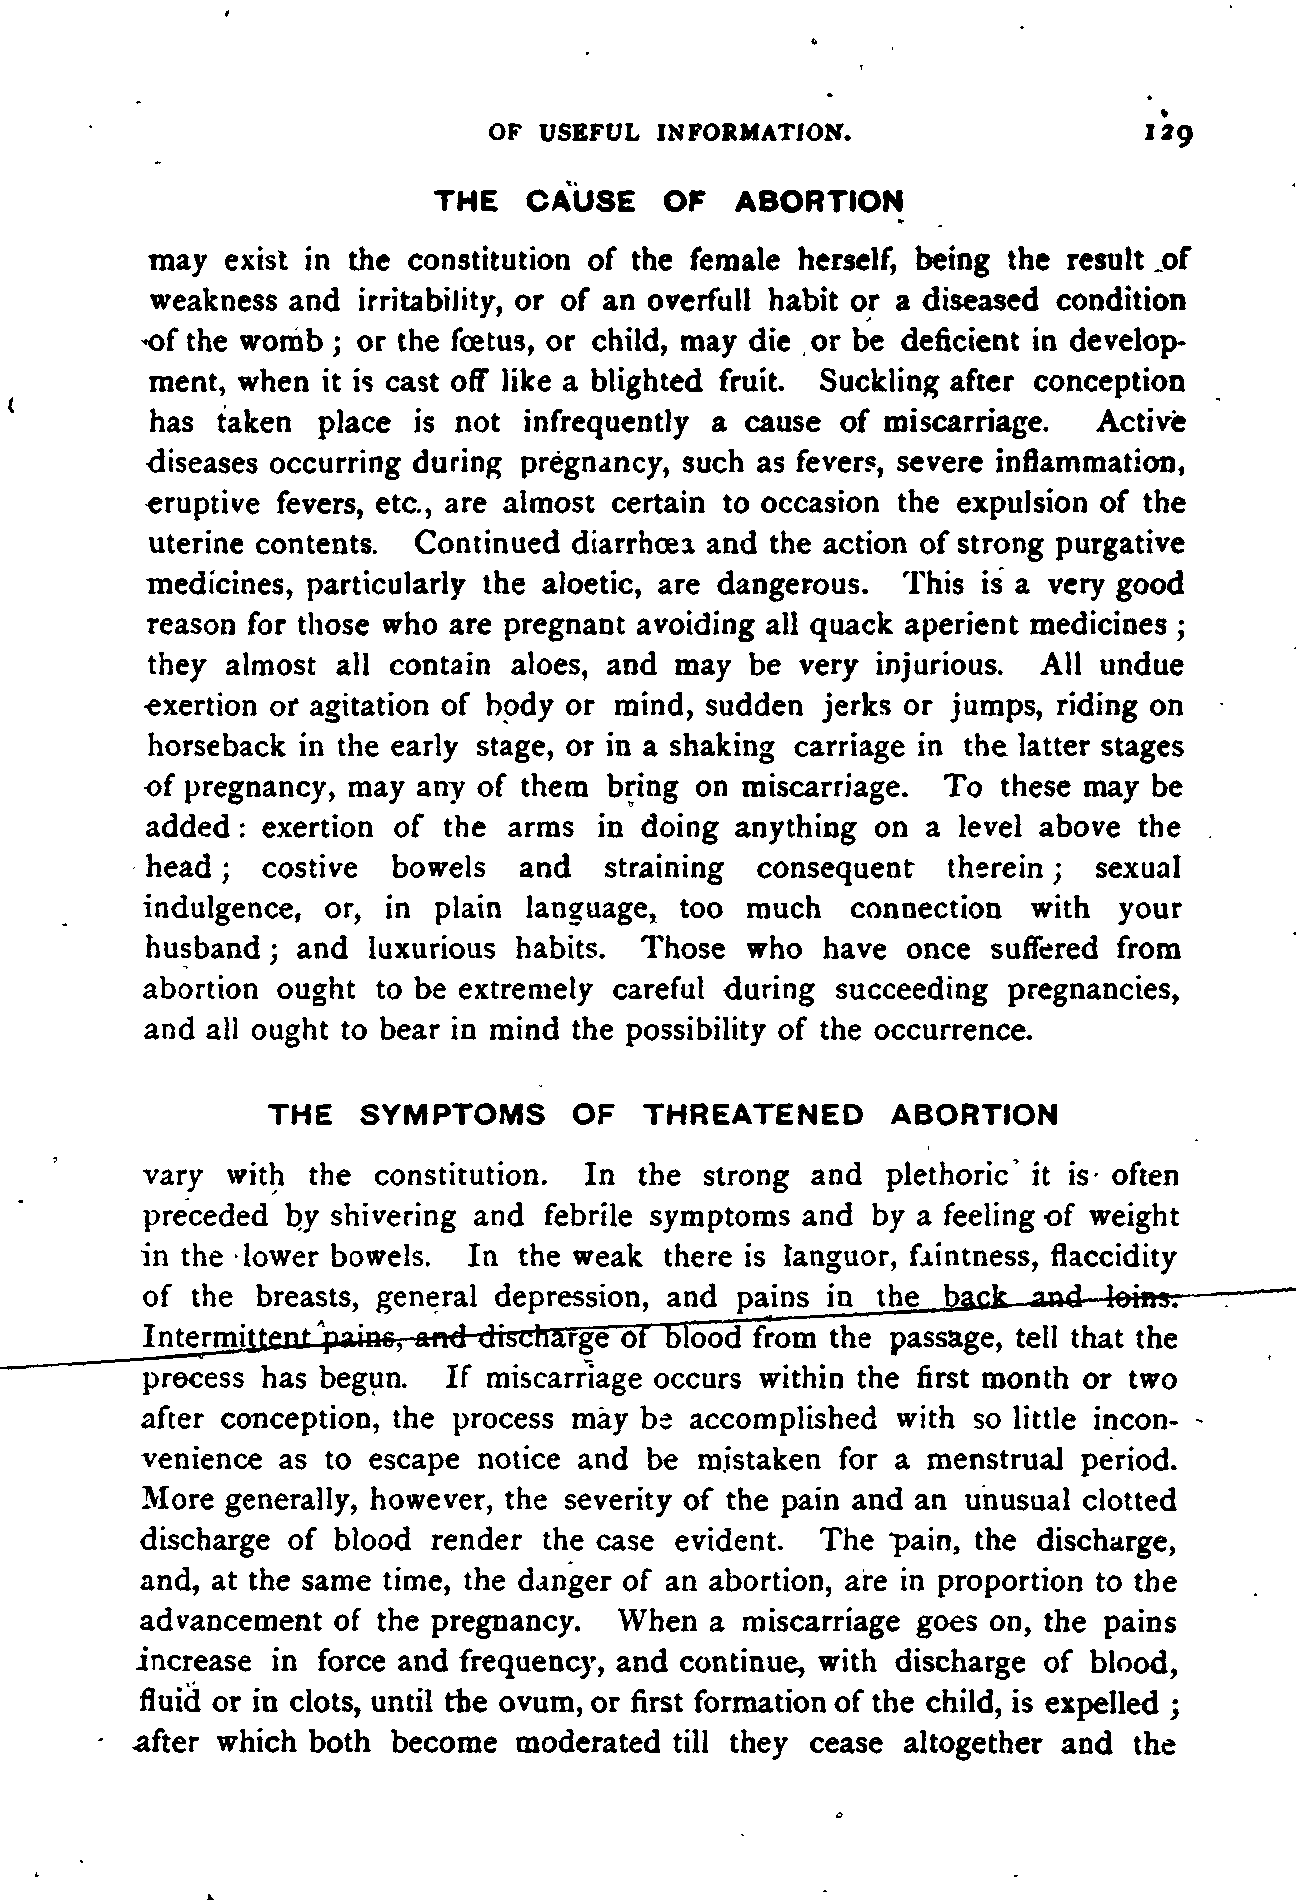 OF USEFUL INFORMATION. 129
THE CAUSE OF ABORTION
may exist in the constitution of the female herself, being the result of
weakness and irritability, or of an overfull habit or a diseased condition
of the womb ; or the fœtus, or child, may die or be deficient in develop-
ment, when it is cast off like a blighted fruit. Suckling after conception
has taken place is not infrequently a cause of miscarriage. Active
diseases occurring during pregnancy, such as fevers, severe inflammation,
eruptive fevers, etc., are almost certain to occasion the expulsion of the
uterine contents. Continued diarrhœa and the action of strong purgative
medicines, particularly the aloetic, are dangerous. This is a very good
reason for those who are pregnant avoiding all quack aperient medicines ;
they almost all contain aloes, and may be very injurious. All undue
exertion or agitation of body or mind, sudden jerks or jumps, riding on
horseback in the early stage, or in a shaking carriage in the latter stages
of pregnancy, may any of them bring on miscarriage. To these may be
added : exertion of the arms in doing anything on a level above the
head ; costive bowels and straining consequent therein ; sexual
indulgence, or, in plain language, too much connection with your
husband ; and luxurious habits. Those who have once suffered from
abortion ought to be extremely careful during succeeding pregnancies,
and all ought to bear in mind the possibility of the occurrence.
THE SYMPTOMS OF THREATENED ABORTION
vary with the constitution. In the strong and plethoric it is often
preceded by shivering and febrile symptoms and by a feeling of weight
in the lower bowels. In the weak there is languor, faintness, flaccidity
of the breasts, general depression, and pains in the back and loins.
Intermittent pains, and discharge of blood from the passage, tell that the
process has begun. If miscarriage occurs within the first month or two
after conception, the process may be accomplished with so little incon-
venience as to escape notice and be mistaken for a menstrual period.
More generally, however, the severity of the pain and an unusual clotted
discharge of blood render the case evident. The pain, the discharge,
and, at the same time, the danger of an abortion, are in proportion to the
advancement of the pregnancy. When a miscarriage goes on, the pains
increase in force and frequency, and continue, with discharge of blood,
fluid or in clots, until the ovum, or first formation of the child, is expelled ;
after which both become moderated till they cease altogether and the